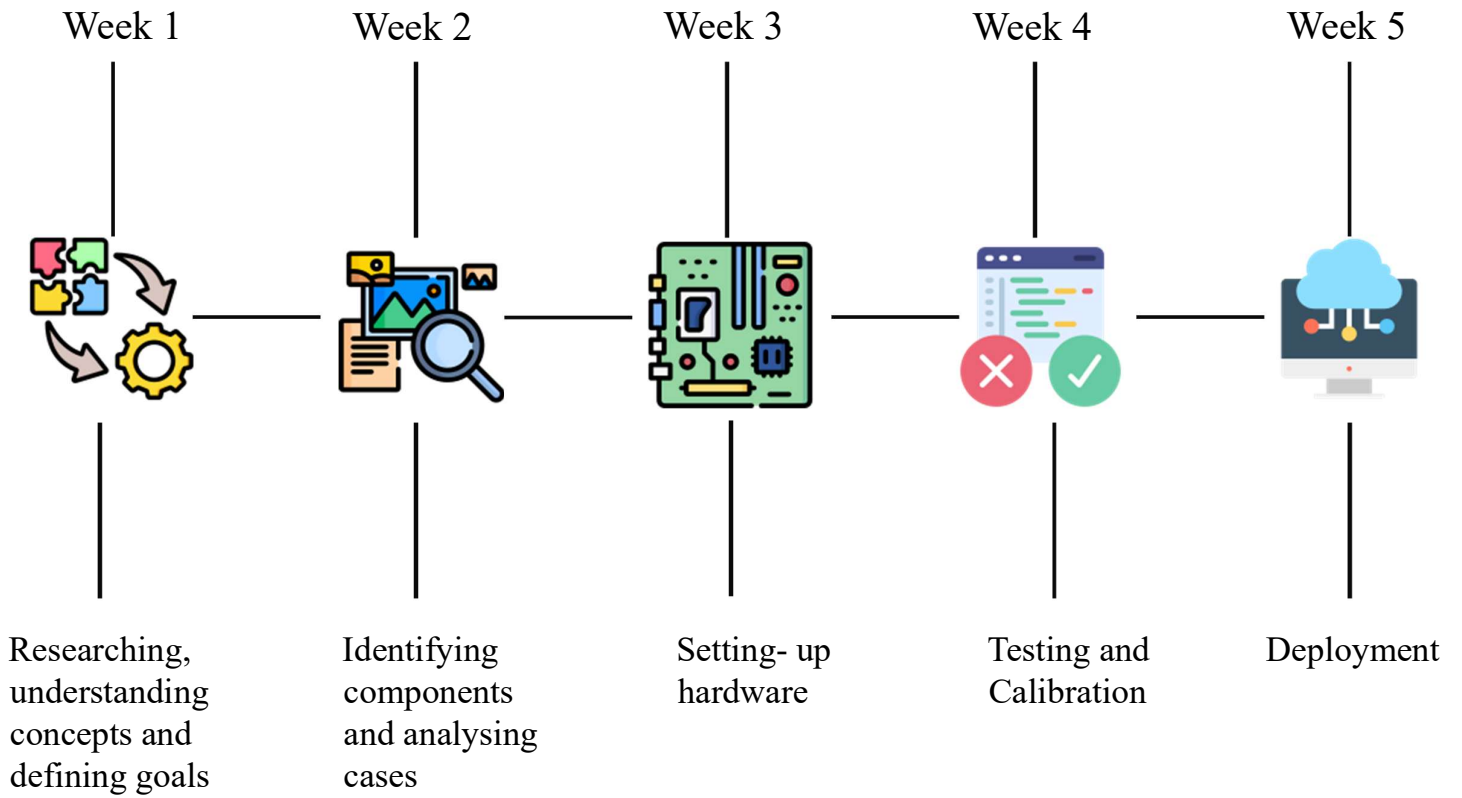 Week 1
Week 2
Week 3
Week 4
Week 5
Researching,
understanding
concepts and
defining goals
Identifying
components
and analysing
cases
Setting- up
hardware
Testing and
Calibration
Deployment